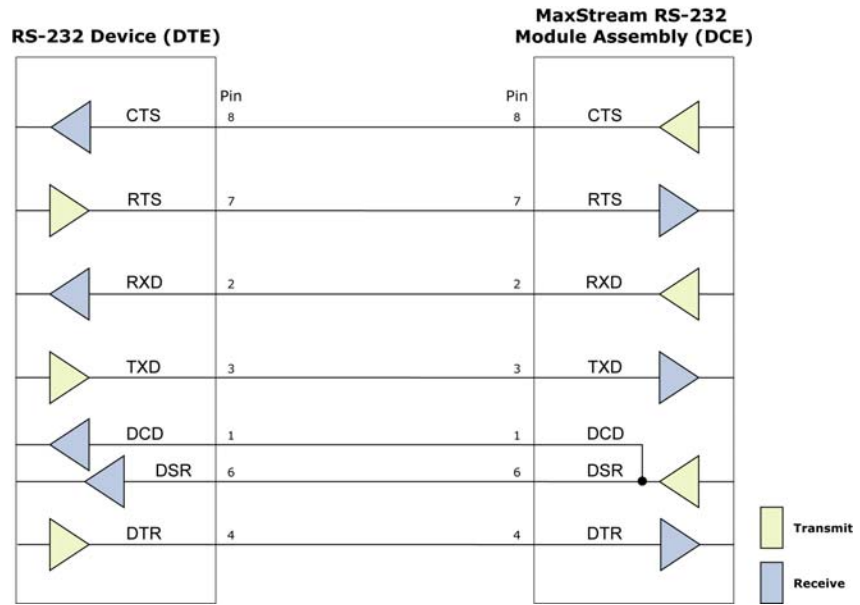 RS-232 Device (DTE)
MaxStream RS-232
Module Assembly (DCE)
Pin
Pin
CTS 8 8 CTS
RTS 7 7 RTS
RXD 2 2 RXD
TXD 3 3 TXD
DCD 1 1 DCD
DSR 6 6 DSR
DTR 4 4 DTR
Transmit
Receive